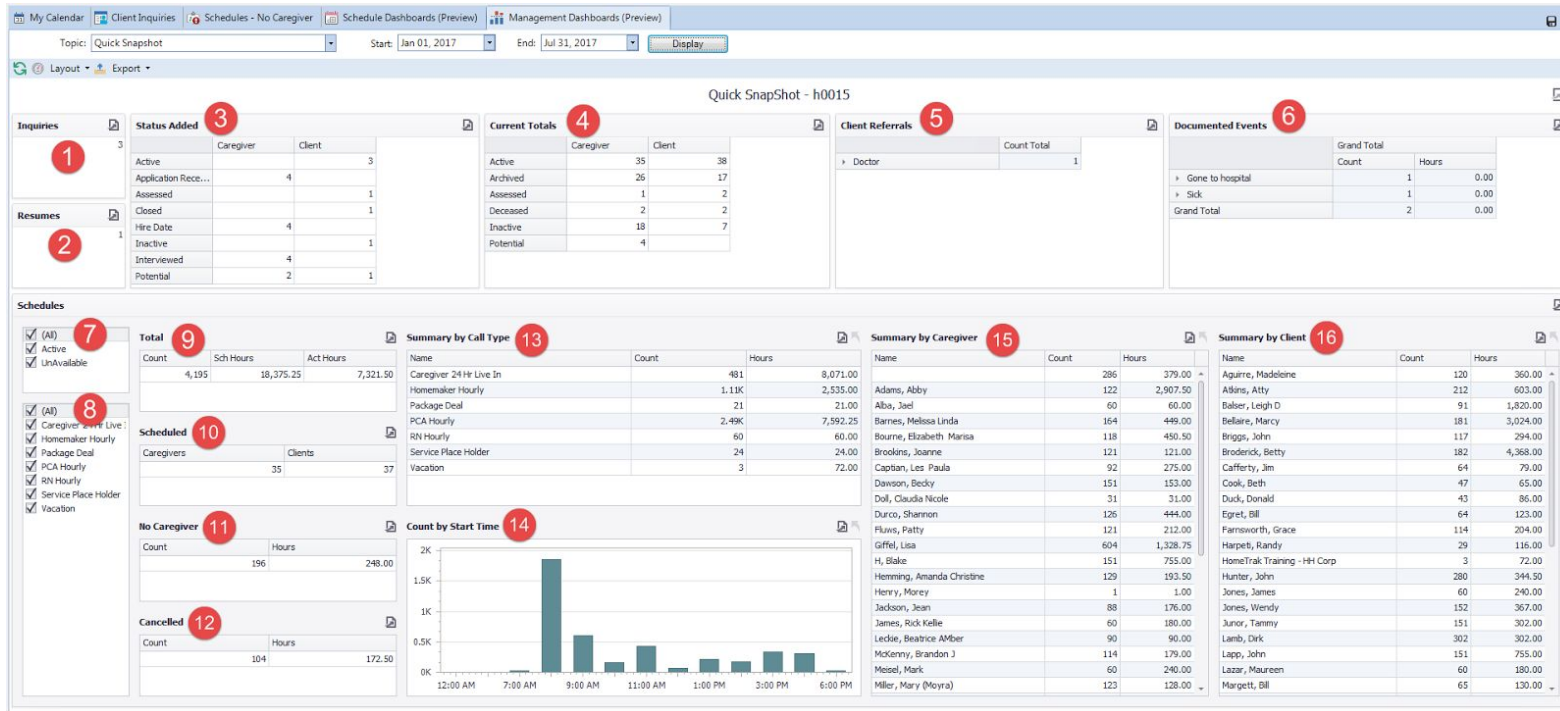 My Calendar Client Inquiries Schedules - No Caregiver Schedule Dashboards (Preview) Management Dashboards (Preview)
Topic: Quick Snapshot Start: Jan 01, 2017 End: Jul 31, 2017 Display
Layout Export
Quick SnapShot - h0015
Inquiries
3
1
Resumes
1
2
Status Added 3
Caregiver Client
Active 3
Application Rece... 4
Assessed 1
Closed 1
Hire Date 4
Inactive 1
Interviewed 4
Potential 2 1
Current Totals 4
Caregiver Client
Active 35 38
Archived 26 17
Assessed 1 2
Deceased 2 2
Inactive 18 7
Potential 4
Client Referrals 5
Count Total
Doctor 1
Documented Events 6
Grand Total
Count Hours
Gone to hospital 1 0.00
Sick 1 0.00
Grand Total 2 0.00
Schedules
(All) 7
Active
UnAvailable
(All) 8
Caregiver 24 Hr Live
Homemaker Hourly
Package Deal
PCA Hourly
RN Hourly
Service Place Holder
Vacation
Total 9
Count Sch Hours Act Hours
4,195 18,375.25 7,321.50
Scheduled 10
Caregivers Clients
35 37
No Caregiver 11
Count Hours
196 248.00
Cancelled 12
Count Hours
104 172.50
Summary by Call Type 13
Name Count Hours
Caregiver 24 Hr Live In 481 8,071.00
Homemaker Hourly 1.11K 2,535.00
Package Deal 21 21.00
PCA Hourly 2.49K 7,592.25
RN Hourly 60 60.00
Service Place Holder 24 24.00
Vacation 3 72.00
Count by Start Time 14
2K
1.5K
1K
0.5K
0K
12:00 AM 7:00 AM 9:00 AM 11:00 AM 1:00 PM 3:00 PM 6:00 PM
Summary by Caregiver 15
Name Count Hours
286 379.00
Adams, Abby 122 2,907.50
Alba, Jael 60 60.00
Barnes, Melissa Linda 164 449.00
Bourne, Elizabeth Marisa 118 450.50
Brookins, Joanne 121 121.00
Captian, Les Paula 92 275.00
Dawson, Becky 151 153.00
Doll, Claudia Nicole 31 31.00
Durco, Shannon 126 444.00
Fluws, Patty 121 212.00
Giffel, Lisa 604 1,328.75
H, Blake 151 755.00
Hemming, Amanda Christine 129 193.50
Henry, Morey 1 1.00
Jackson, Jean 88 176.00
James, Rick Kellie 60 180.00
Leckie, Beatrice AMber 90 90.00
McKenny, Brandon J 114 179.00
Meisel, Mark 60 240.00
Miller, Mary (Moyra) 123 128.00
Summary by Client 16
Name Count Hours
Aguirre, Madeleine 120 360.00
Atkins, Atty 212 603.00
Balser, Leigh D 91 1,820.00
Bellaire, Marcy 181 3,024.00
Briggs, John 117 294.00
Broderick, Betty 182 4,368.00
Cafferty, Jim 64 79.00
Cook, Beth 47 65.00
Duck, Donald 43 86.00
Egret, Bill 64 123.00
Farnsworth, Grace 114 204.00
Harpeti, Randy 29 116.00
HomeTrak Training - HH Corp 3 72.00
Hunter, John 280 344.50
Jones, James 60 240.00
Jones, Wendy 152 367.00
Junor, Tammy 151 302.00
Lamb, Dirk 302 302.00
Lapp, John 151 755.00
Lazar, Maureen 60 180.00
Margett, Bill 65 130.00